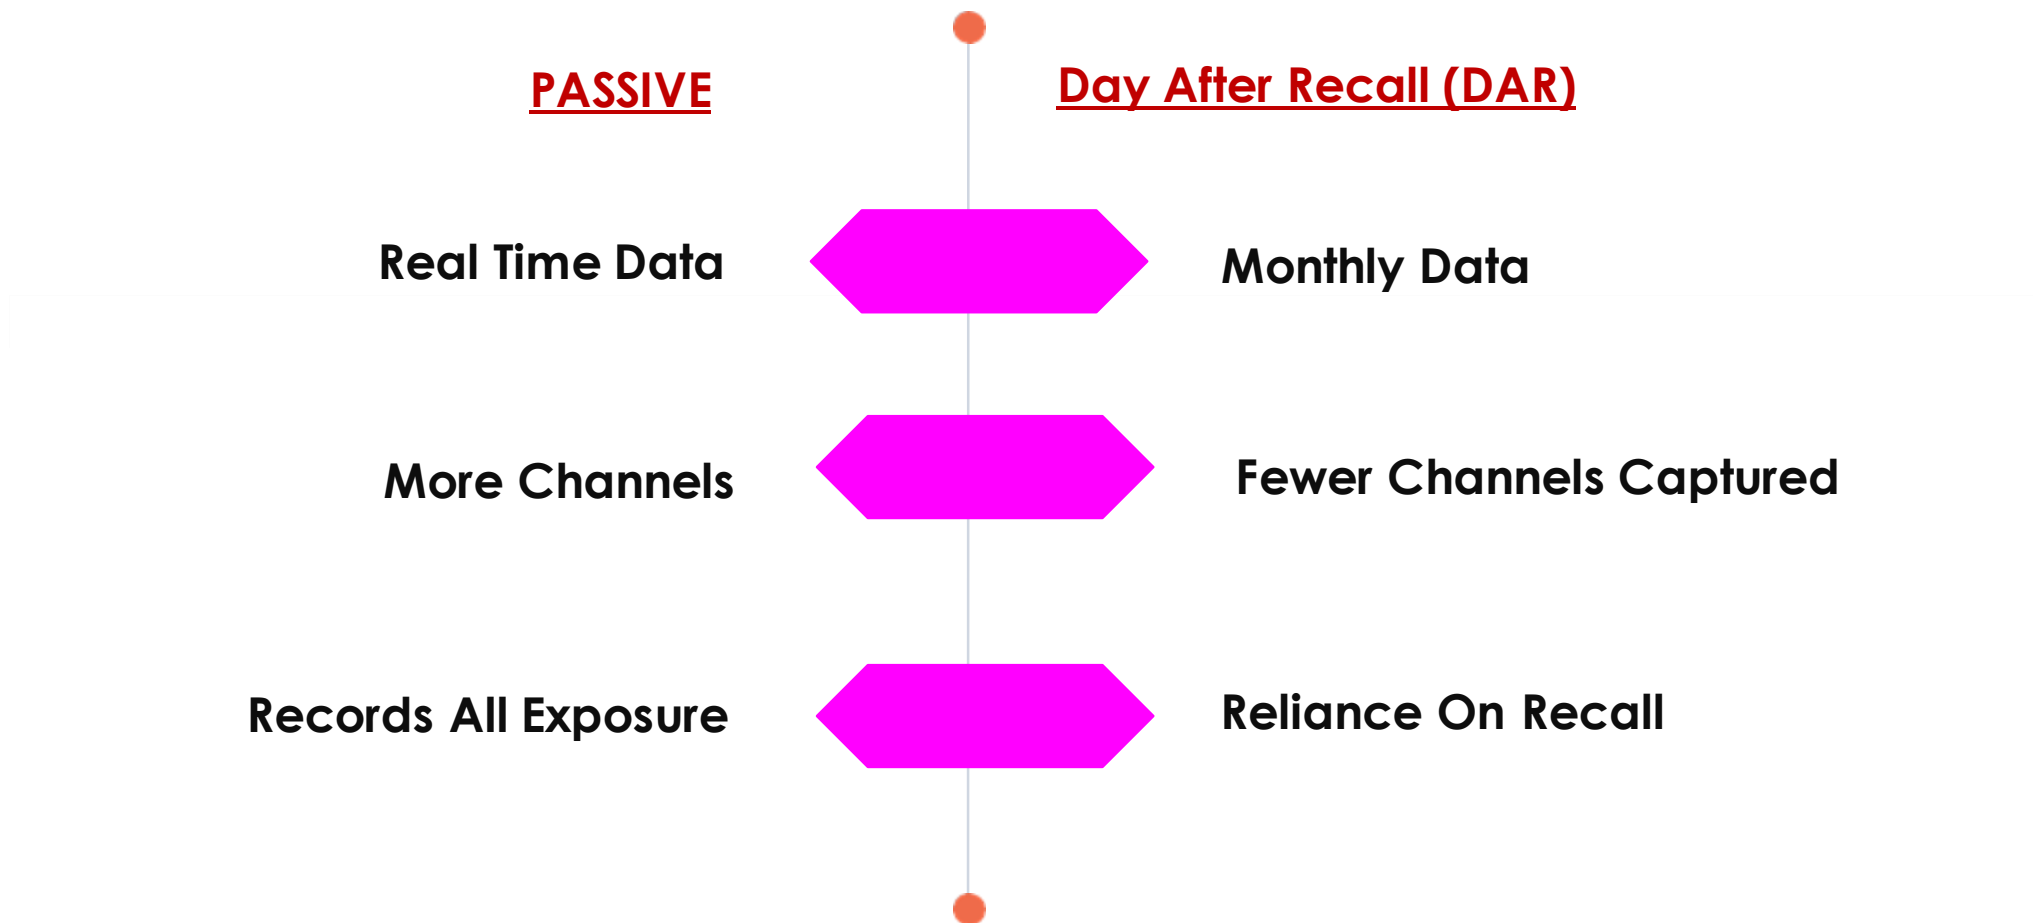 PASSIVE
Day After Recall (DAR)
Real Time Data
Monthly Data
More Channels
Fewer Channels Captured
Records All Exposure
Reliance On Recall